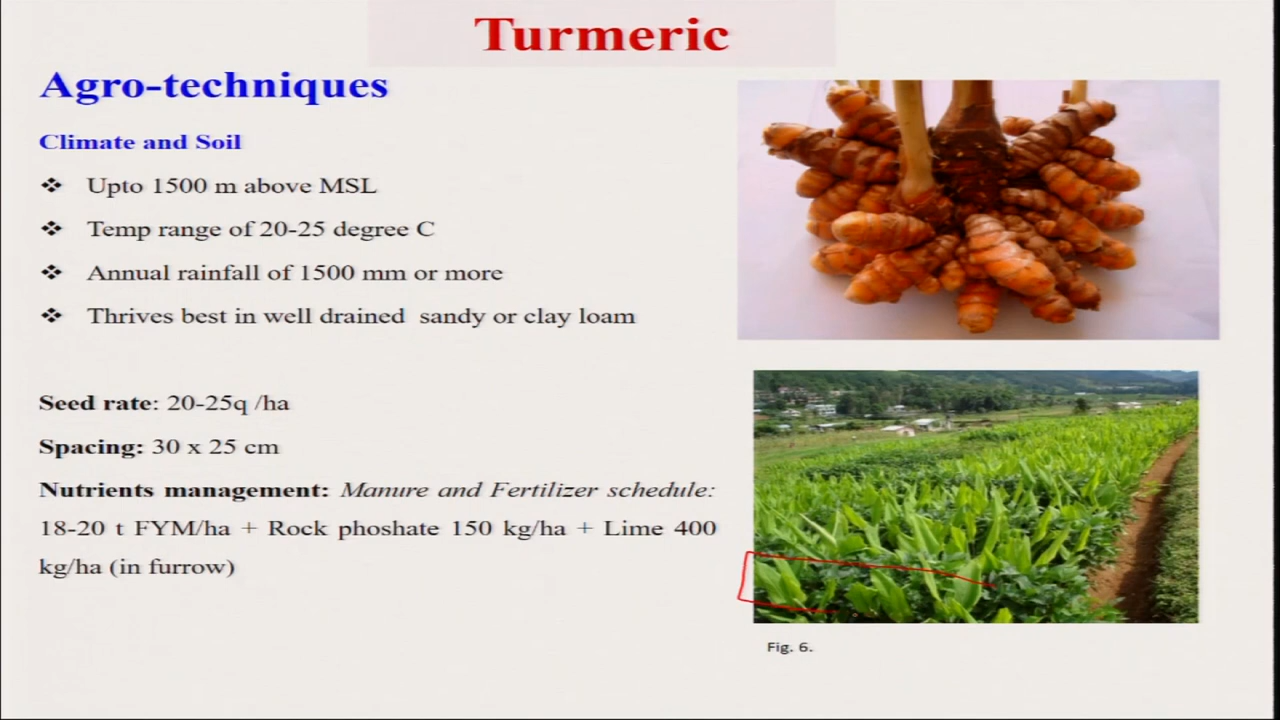 Turmeric
Agro-techniques
Climate and Soil
❖ Upto 1500 m above MSL
❖ Temp range of 20-25 degree C
❖ Annual rainfall of 1500 mm or more
❖ Thrives best in well drained sandy or clay loam
Seed rate: 20-25q /ha
Spacing: 30 x 25 cm
Nutrients management: Manure and Fertilizer schedule:
18-20 t FYM/ha + Rock phoshate 150 kg/ha + Lime 400
kg/ha (in furrow)
Fig. 6.